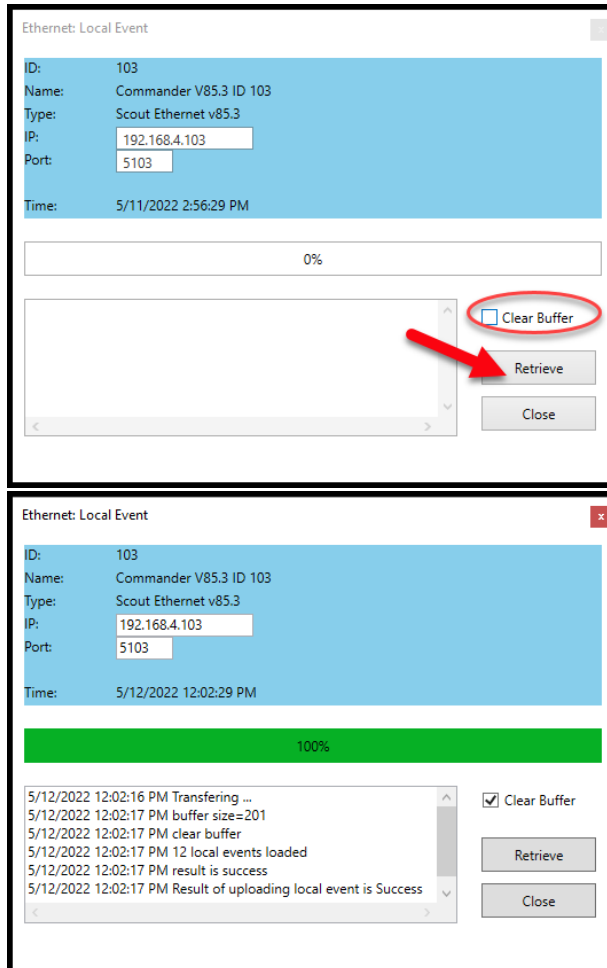 Ethernet: Local Event
x
ID: 103
Name: Commander V85.3 ID 103
Type: Scout Ethernet v85.3
IP: 192.168.4.103
Port: 5103
Time: 5/11/2022 2:56:29 PM
0%
Clear Buffer
Retrieve
Close
Ethernet: Local Event
x
ID: 103
Name: Commander V85.3 ID 103
Type: Scout Ethernet v85.3
IP: 192.168.4.103
Port: 5103
Time: 5/12/2022 12:02:29 PM
100%
5/12/2022 12:02:16 PM Transfering ...
5/12/2022 12:02:17 PM buffer size=201
5/12/2022 12:02:17 PM clear buffer
5/12/2022 12:02:17 PM 12 local events loaded
5/12/2022 12:02:17 PM result is success
5/12/2022 12:02:17 PM Result of uploading local event is Success
Clear Buffer
Retrieve
Close